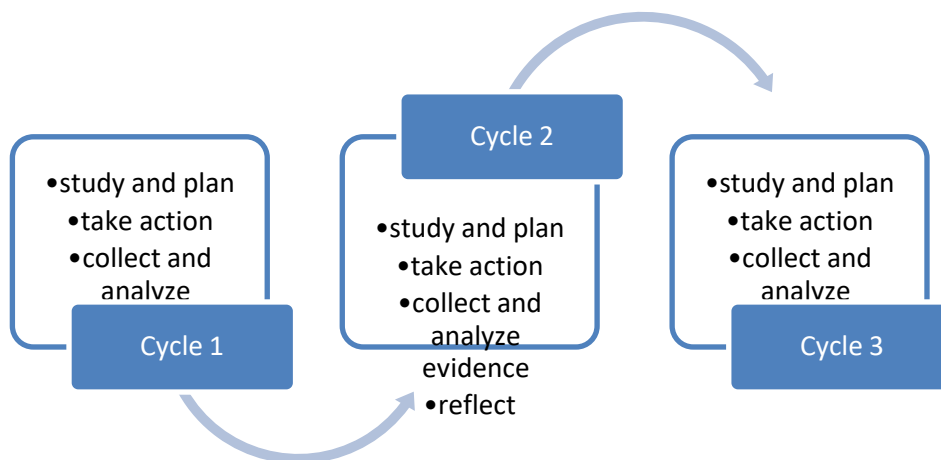 •study and plan
•take action
•collect and
analyze
Cycle 1
Cycle 2
•study and plan
•take action
•collect and
analyze
evidence
•reflect
•study and plan
•take action
•collect and
analyze
Cycle 3